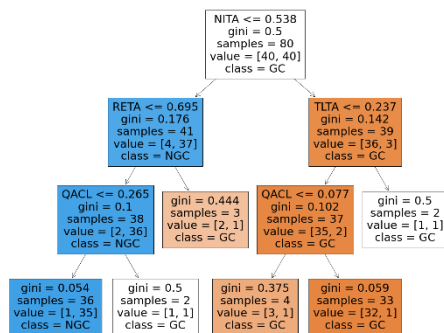 NITA <= 0.538
gini = 0.5
samples = 80
value = [40, 40]
class = GC
RETA <= 0.695
gini = 0.176
samples = 41
value = [4, 37]
class = NGC
TLTA <= 0.237
gini = 0.142
samples = 39
value = [36, 3]
class = GC
QACL <= 0.265
gini = 0.1
samples = 38
value = [2, 36]
class = NGC
gini = 0.444
samples = 3
value = [2, 1]
class = GC
QACL <= 0.077
gini = 0.102
samples = 37
value = [35, 2]
class = GC
gini = 0.5
samples = 2
value = [1, 1]
class = GC
gini = 0.054
samples = 36
value = [1, 35]
class = NGC
gini = 0.5
samples = 2
value = [1, 1]
class = GC
gini = 0.375
samples = 4
value = [3, 1]
class = GC
gini = 0.059
samples = 33
value = [32, 1]
class = GC